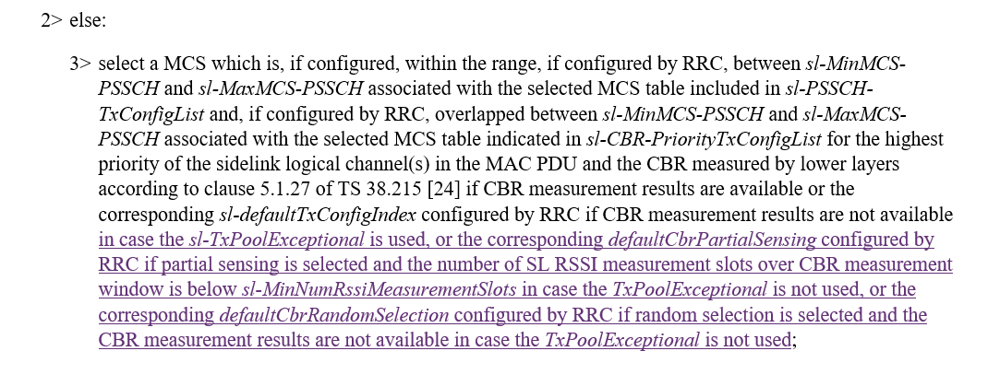 2> else:
3> select a MCS which is, if configured, within the range, if configured by RRC, between sl-MinMCS-
PSSCH and sl-MaxMCS-PSSCH associated with the selected MCS table included in sl-PSSCH-
TxConfigList and, if configured by RRC, overlapped between sl-MinMCS-PSSCH and sl-MaxMCS-
PSSCH associated with the selected MCS table indicated in sl-CBR-PriorityTxConfigList for the highest
priority of the sidelink logical channel(s) in the MAC PDU and the CBR measured by lower layers
according to clause 5.1.27 of TS 38.215 [24] if CBR measurement results are available or the
corresponding sl-defaultTxConfigIndex configured by RRC if CBR measurement results are not available
in case the sl-TxPoolExceptional is used, or the corresponding defaultCbrPartialSensing configured by
RRC if partial sensing is selected and the number of SL RSSI measurement slots over CBR measurement
window is below sl-MinNumRssiMeasurementSlots in case the TxPoolExceptional is not used, or the
corresponding defaultCbrRandomSelection configured by RRC if random selection is selected and the
CBR measurement results are not available in case the TxPoolExceptional is not used;